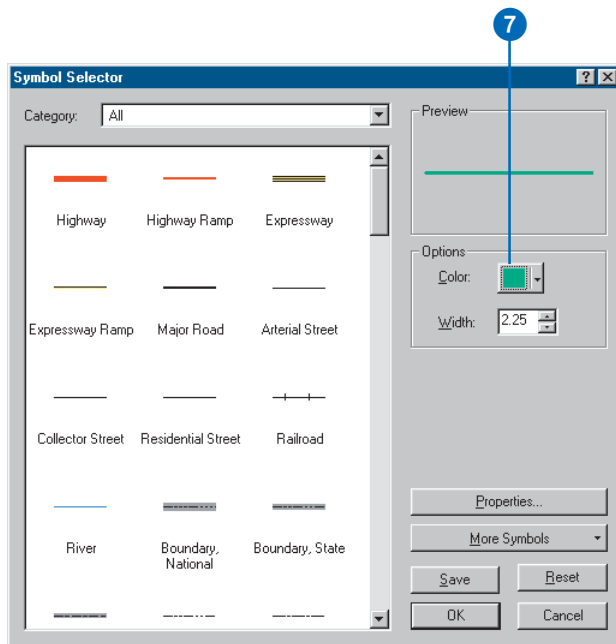 7
Symbol Selector
? X
Category: All
Highway
Highway Ramp
Expressway
Expressway Ramp
Major Road
Arterial Street
Collector Street
Residential Street
Railroad
River
Boundary,
National
Boundary, State
Preview
Options
Color:
Width: 2.25
Properties...
More Symbols
Save
Reset
OK
Cancel